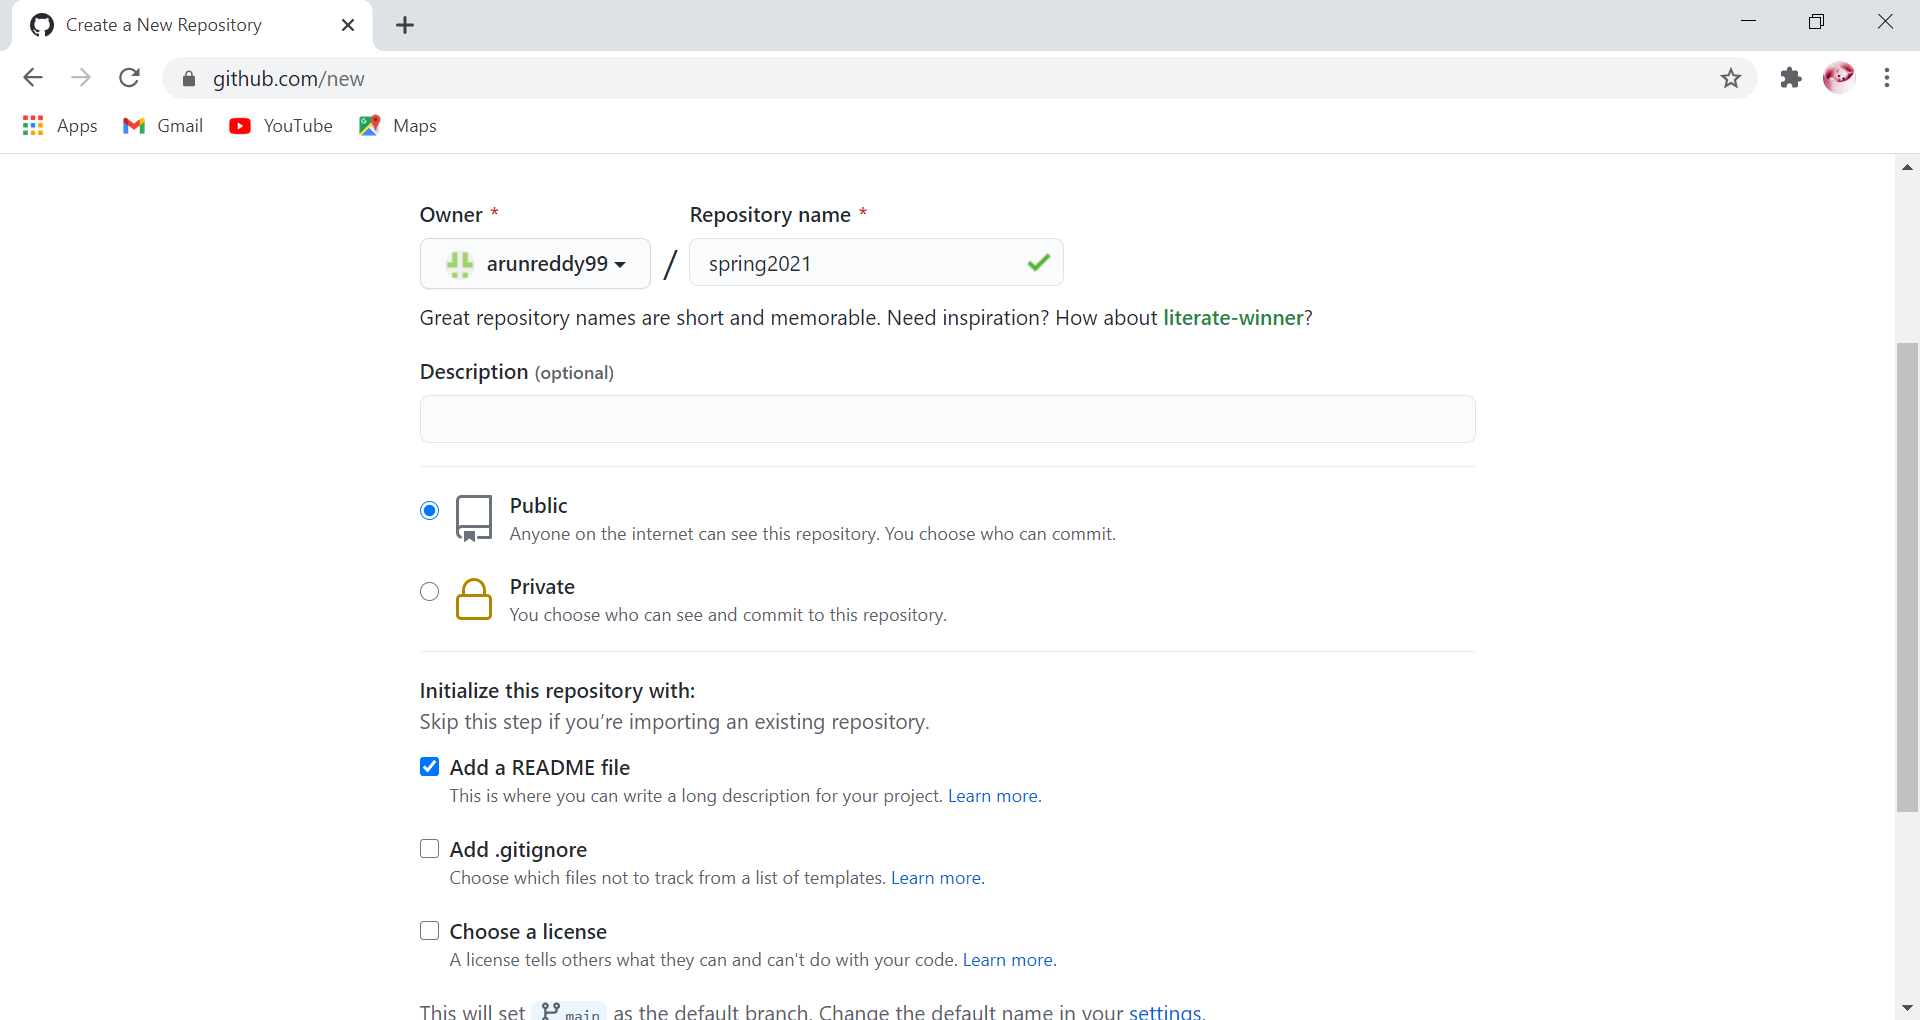 Create a New Repository
github.com/new
Apps Gmail YouTube Maps
Owner * Repository name *
arunreddy99 / spring2021
Great repository names are short and memorable. Need inspiration? How about literate-winner?
Description (optional)
Public
Anyone on the internet can see this repository. You choose who can commit.
Private
You choose who can see and commit to this repository.
Initialize this repository with:
Skip this step if you’re importing an existing repository.
Add a README file
This is where you can write a long description for your project. Learn more.
Add .gitignore
Choose which files not to track from a list of templates. Learn more.
Choose a license
A license tells others what they can and can't do with your code. Learn more.
This will set main as the default branch. Change the default name in your settings.